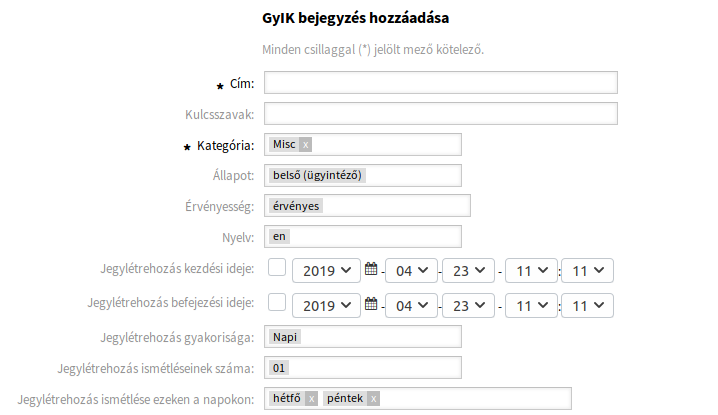 GyIK bejegyzés hozzáadása
Minden csillaggal (*) jelölt mező kötelező.
* Cím:
Kulcsszavak:
* Kategória: Misc x
Állapot: belső (ügyintéző)
Érvényesség: érvényes
Nyelv: en
Jegylétrehozás kezdési ideje: 2019 - 04 - 23 - 11 : 11
Jegylétrehozás befejezési ideje: 2019 - 04 - 23 - 11 : 11
Jegylétrehozás gyakorisága: Napi
Jegylétrehozás ismétléseinek száma: 01
Jegylétrehozás ismétlése ezeken a napokon: hétfő x péntek x